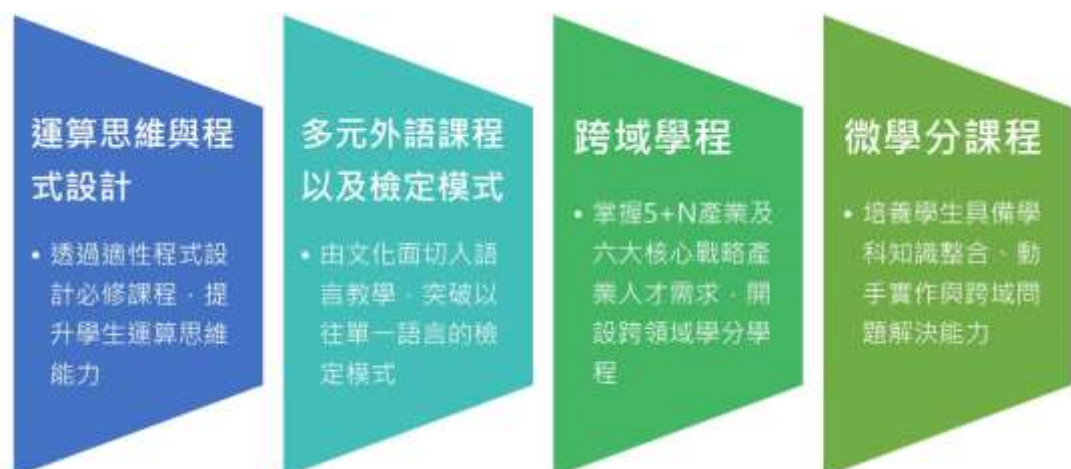 運算思維與程
式設計
• 透過適性程式設
計必修課程，提
升學生運算思維
能力
多元外語課程
以及檢定模式
• 由文化面切入語
言教學，突破以
往單一語言的檢
定模式
跨域學程
• 掌握5+N產業及
六大核心戰略產
業人才需求，開
設跨領域學分學
程
微學分課程
• 培養學生具備學
科知識整合、動
手實作與跨域問
題解決能力